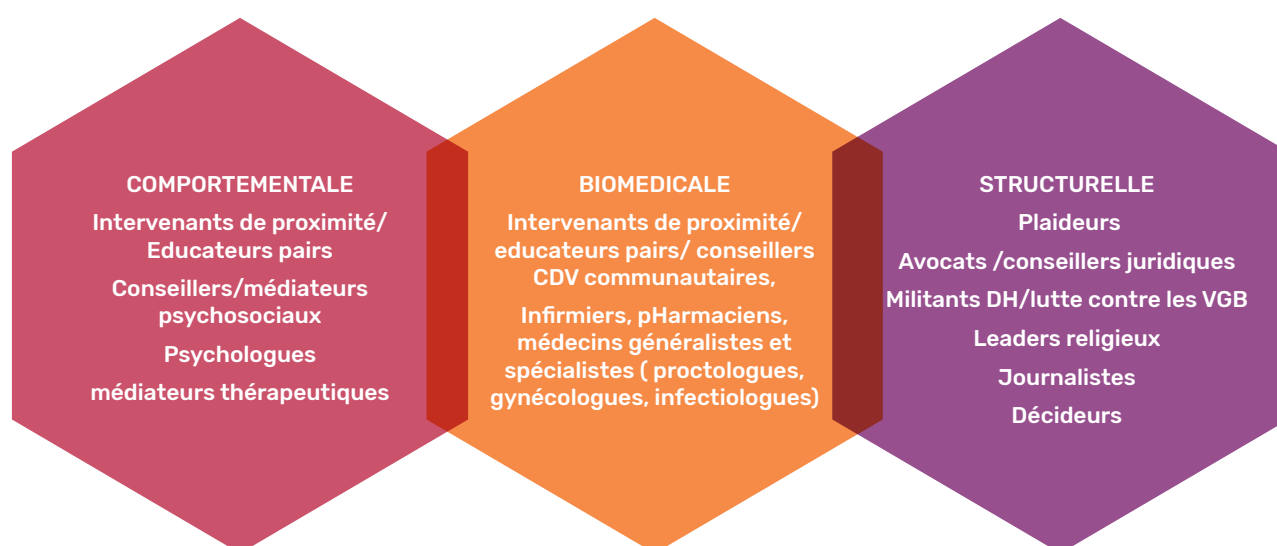 COMPORTEMENTALE
Intervenants de proximité/
Educateurs pairs
Conseillers/médiateurs
psychosociaux
Psychologues
médiateurs thérapeutiques
BIOMEDICALE
Intervenants de proximité/
educateurs pairs/ conseillers
CDV communautaires,
Infirmiers, pHarmaciens,
médecins généralistes et
spécialistes ( proctologues,
gynécologues, infectiologues)
STRUCTURELLE
Plaideurs
Avocats /conseillers juridiques
Militants DH/lutte contre les VGB
Leaders religieux
Journalistes
Décideurs